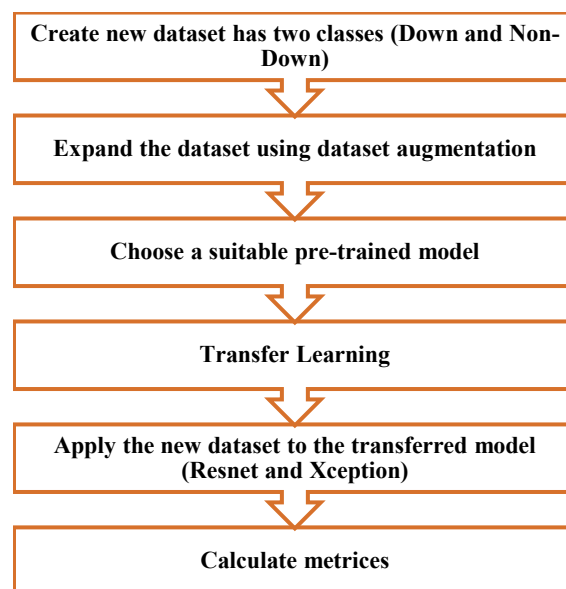 Create new dataset has two classes (Down and Non-
Down)
Expand the dataset using dataset augmentation
Choose a suitable pre-trained model
Transfer Learning
Apply the new dataset to the transferred model
(Resnet and Xception)
Calculate metrices